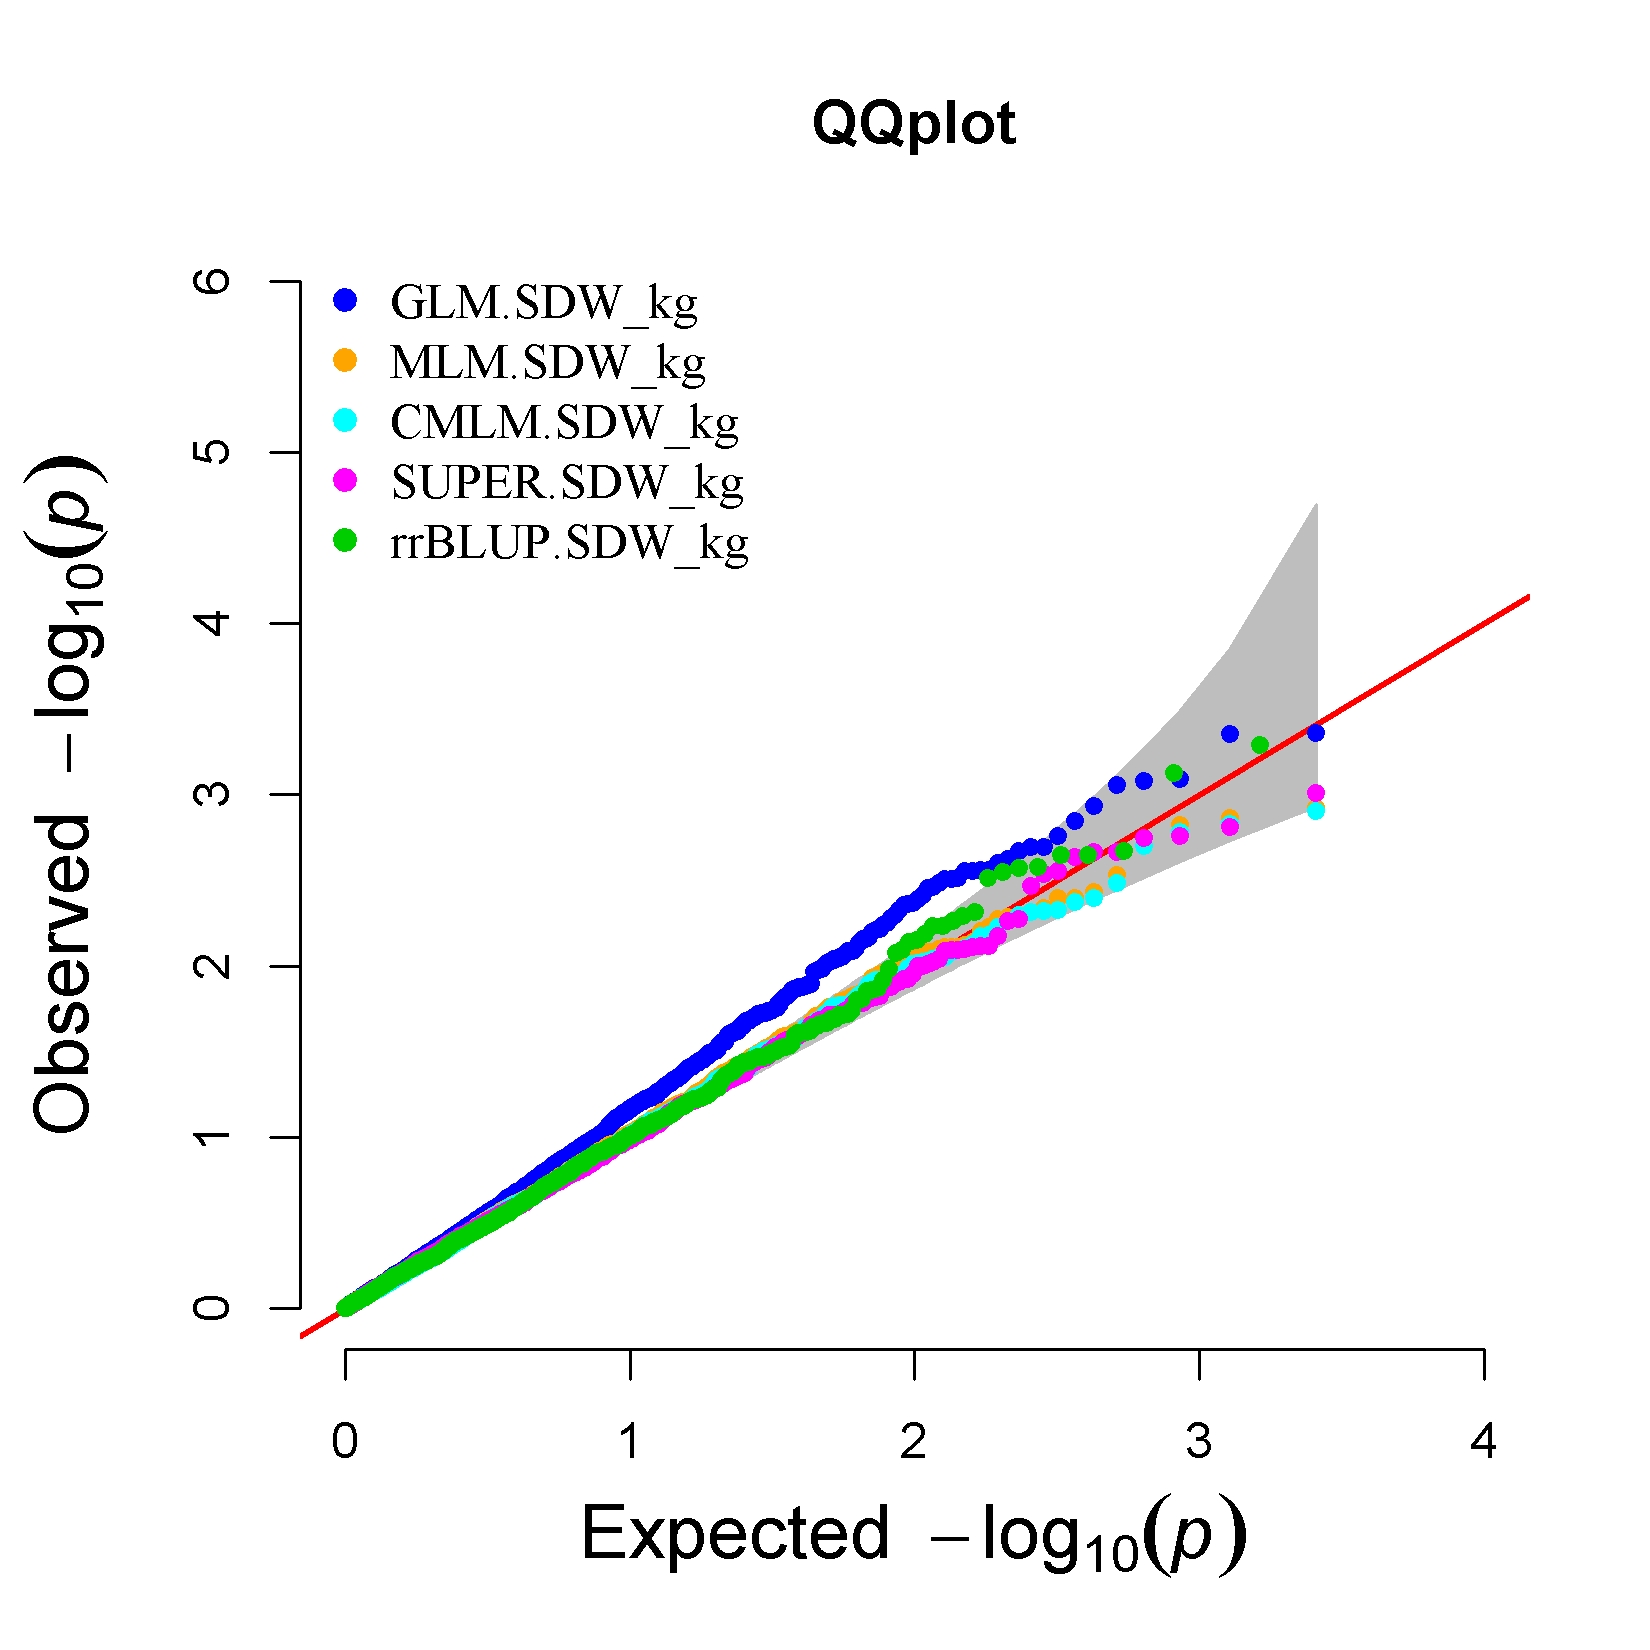 QQplot
6
5
4
3
2
1
0
Observed −log10(p)
GLM.SDW_kg
MLM.SDW_kg
CMLM.SDW_kg
SUPER.SDW_kg
rrBLUP.SDW_kg
0 1 2 3 4
Expected −log10(p)